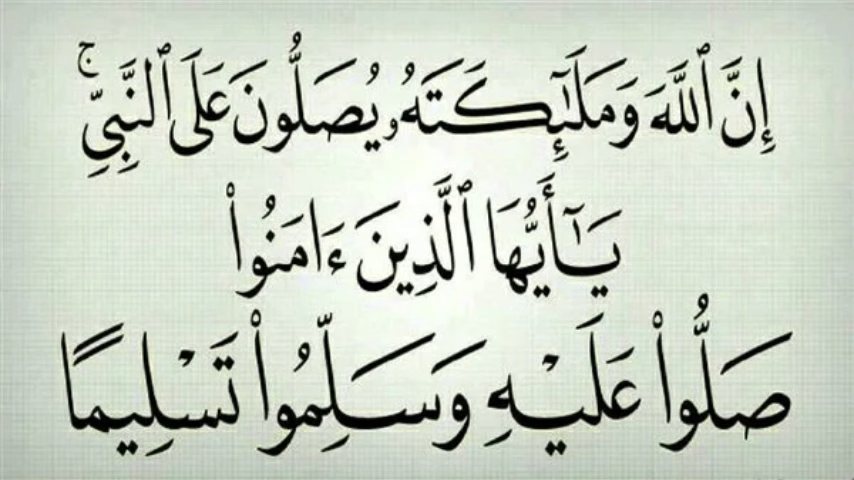 إِنَّ ٱللَّهَ وَمَلَٰٓئِكَتَهُۥ يُصَلُّونَ عَلَى ٱلنَّبِىِّ ۚ
يَٰٓأَيُّهَا ٱلَّذِينَ ءَامَنُوا۟
صَلُّوا۟ عَلَيْهِ وَسَلِّمُوا۟ تَسْلِيمًا